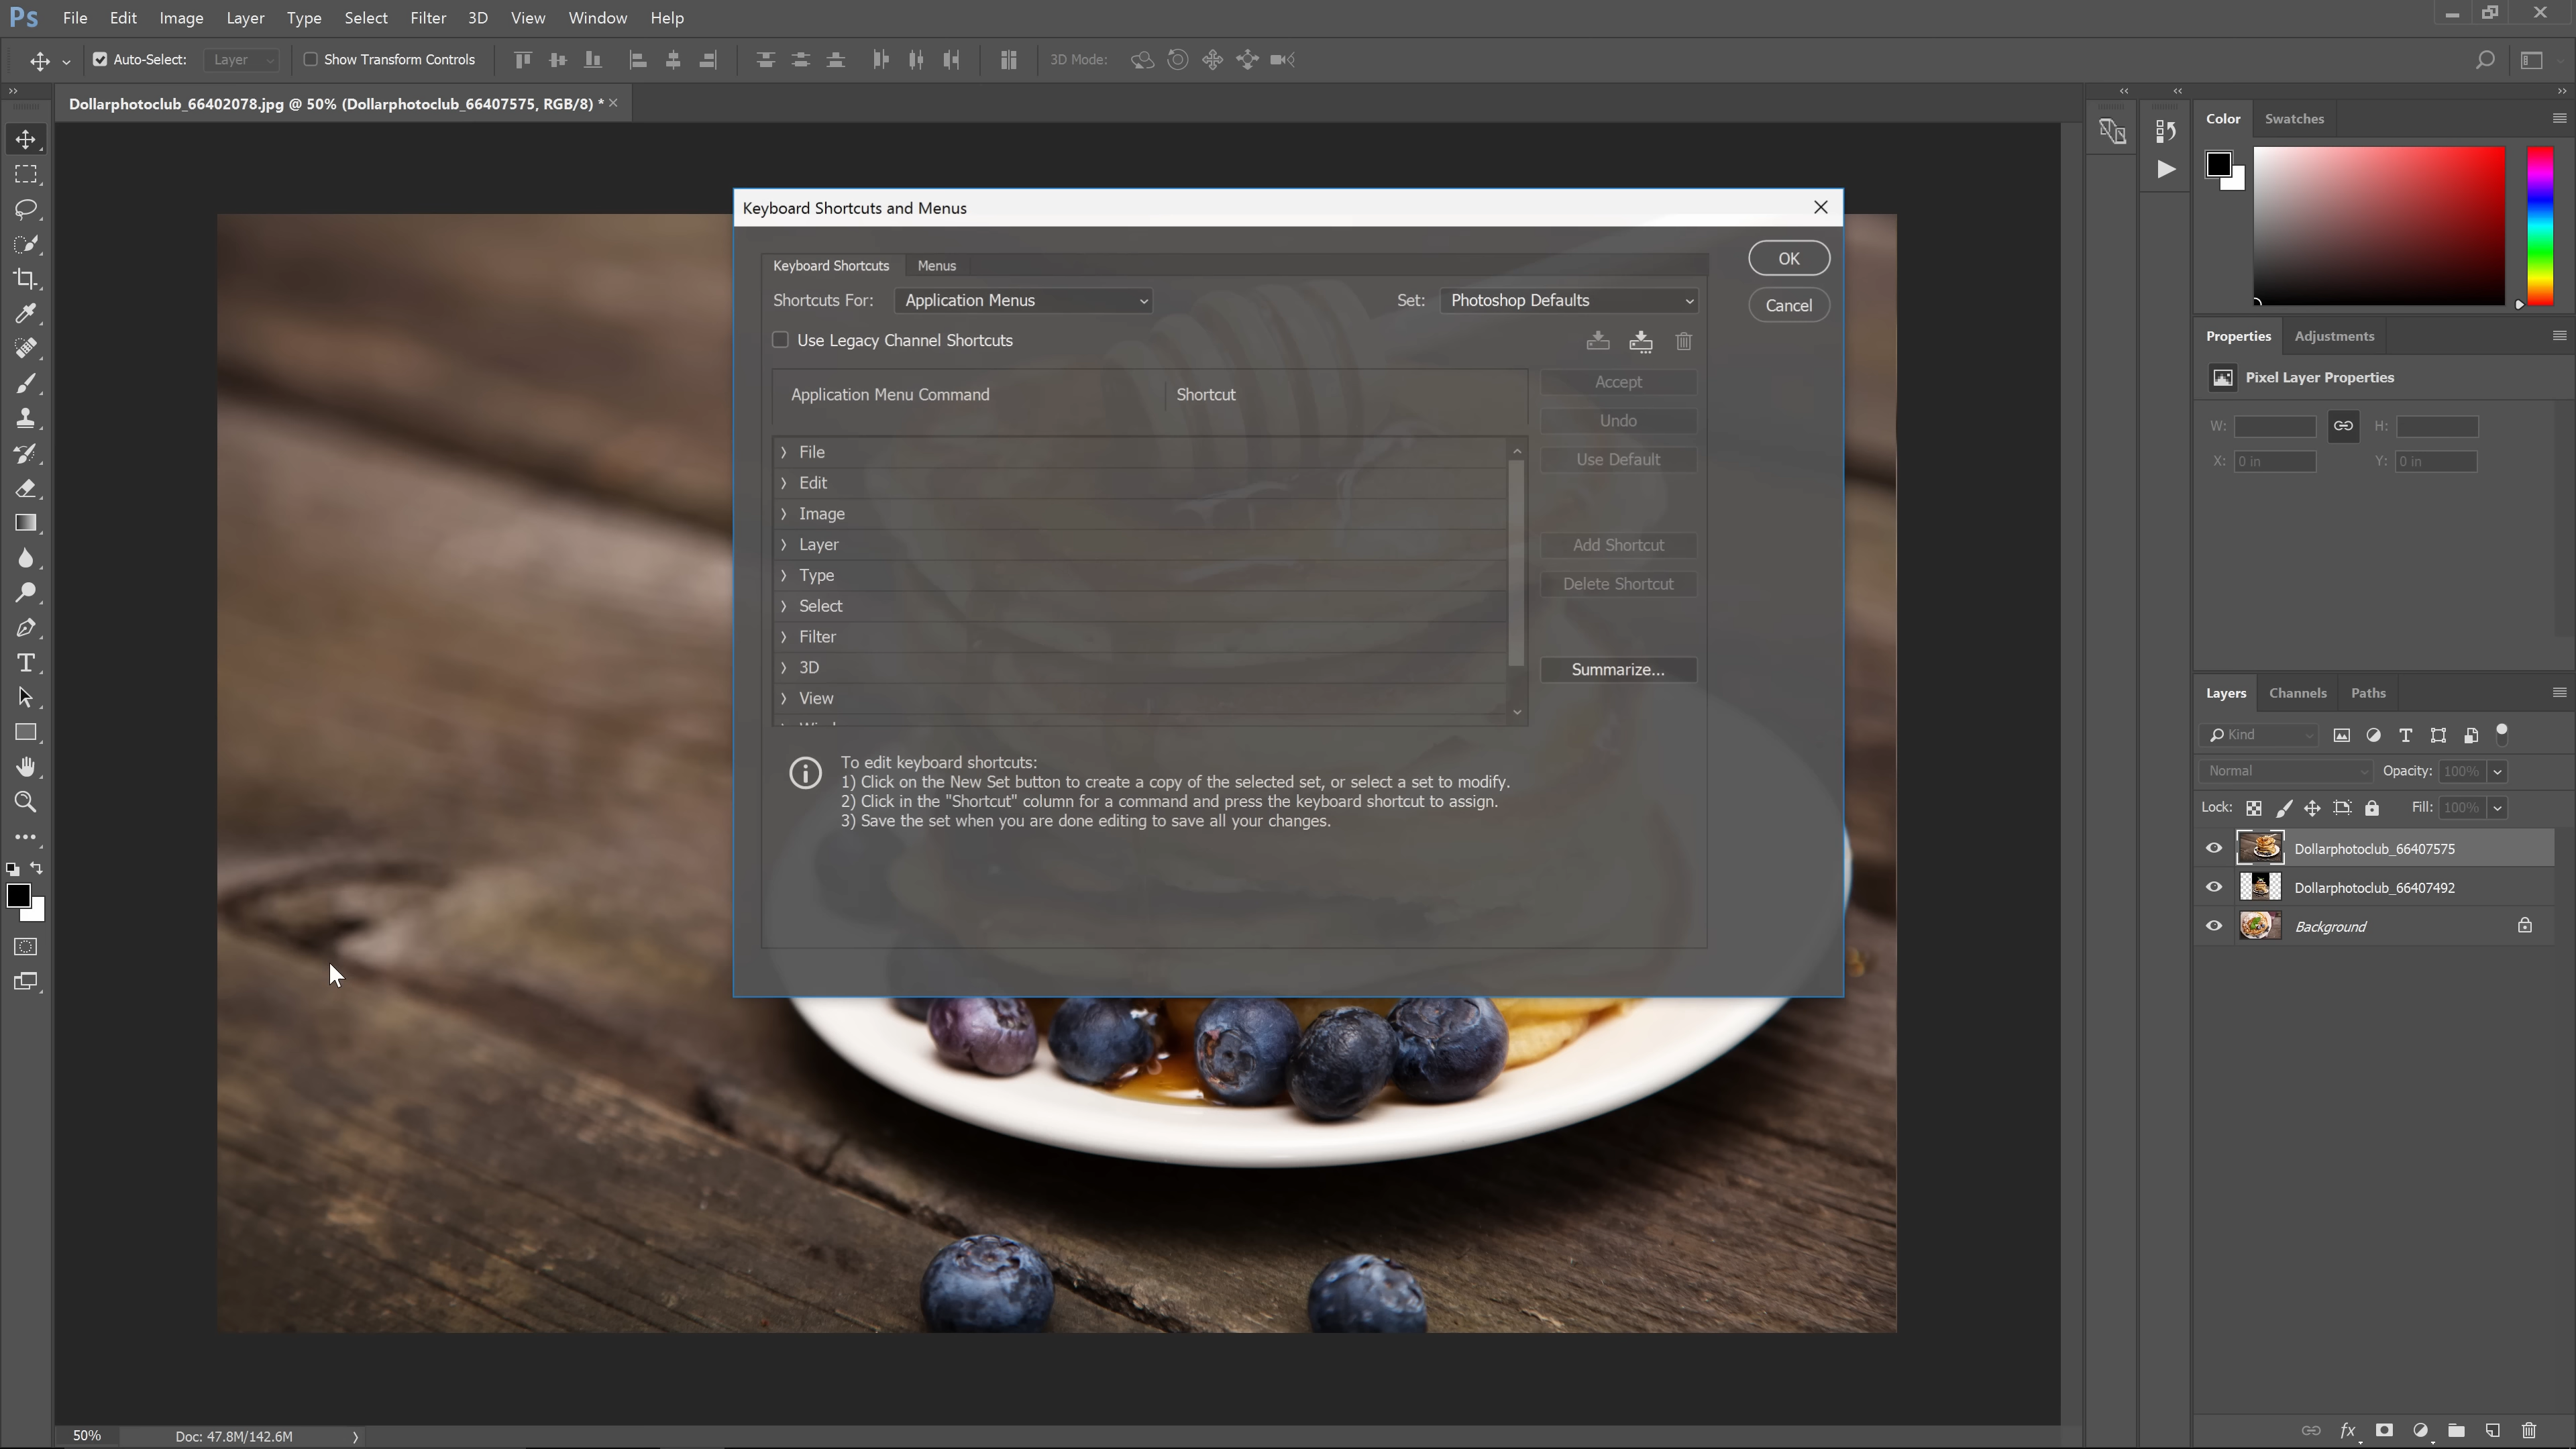 Ps File Edit Image Layer Type Select Filter 3D View Window Help
Auto-Select: Layer Show Transform Controls 3D Mode:
Dollarphotoclub_66402078.jpg @ 50% (Dollarphotoclub_66407575, RGB/8) *
Keyboard Shortcuts and Menus
OK
Cancel
Keyboard Shortcuts Menus
Shortcuts For: Application Menus Set: Photoshop Defaults
Use Legacy Channel Shortcuts
Application Menu Command Shortcut
File
Edit
Image
Layer
Type
Select
Filter
3D
View
Accept
Undo
Use Default
Add Shortcut
Delete Shortcut
Summarize...
To edit keyboard shortcuts:
1) Click on the New Set button to create a copy of the selected set, or select a set to modify.
2) Click in the "Shortcut" column for a command and press the keyboard shortcut to assign.
3) Save the set when you are done editing to save all your changes.
Color Swatches
Properties Adjustments
Pixel Layer Properties
W: H:
X: 0 in Y: 0 in
Layers Channels Paths
Kind
Normal Opacity: 100%
Lock: Fill: 100%
Dollarphotoclub_66407575
Dollarphotoclub_66407492
Background
fx
50% Doc: 47.8M/142.6M